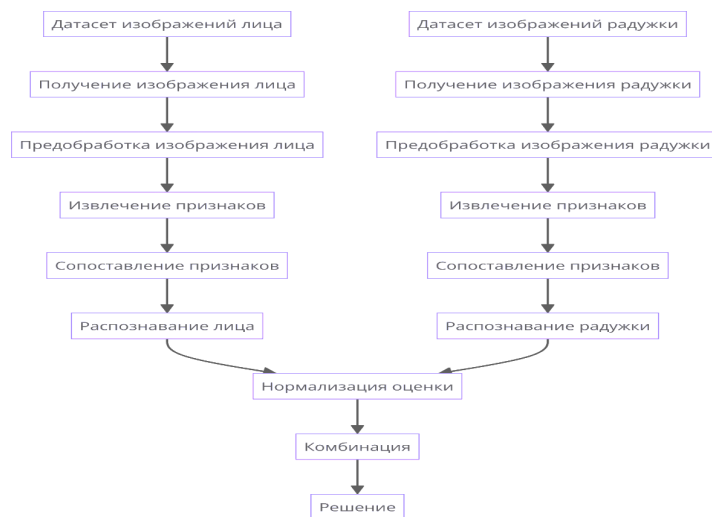 Датасет изображений лица
Датасет изображений радужки
Получение изображения лица
Получение изображения радужки
Предобработка изображения лица
Предобработка изображения радужки
Извлечение признаков
Извлечение признаков
Сопоставление признаков
Сопоставление признаков
Распознавание лица
Распознавание радужки
Нормализация оценки
Комбинация
Решение